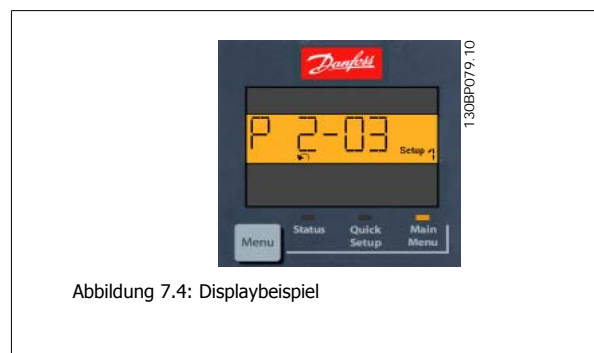 Danfoss
130BP079.10
P 2-03
Setup 1
Menu
Status
Quick Setup
Main Menu
Abbildung 7.4: Displaybeispiel